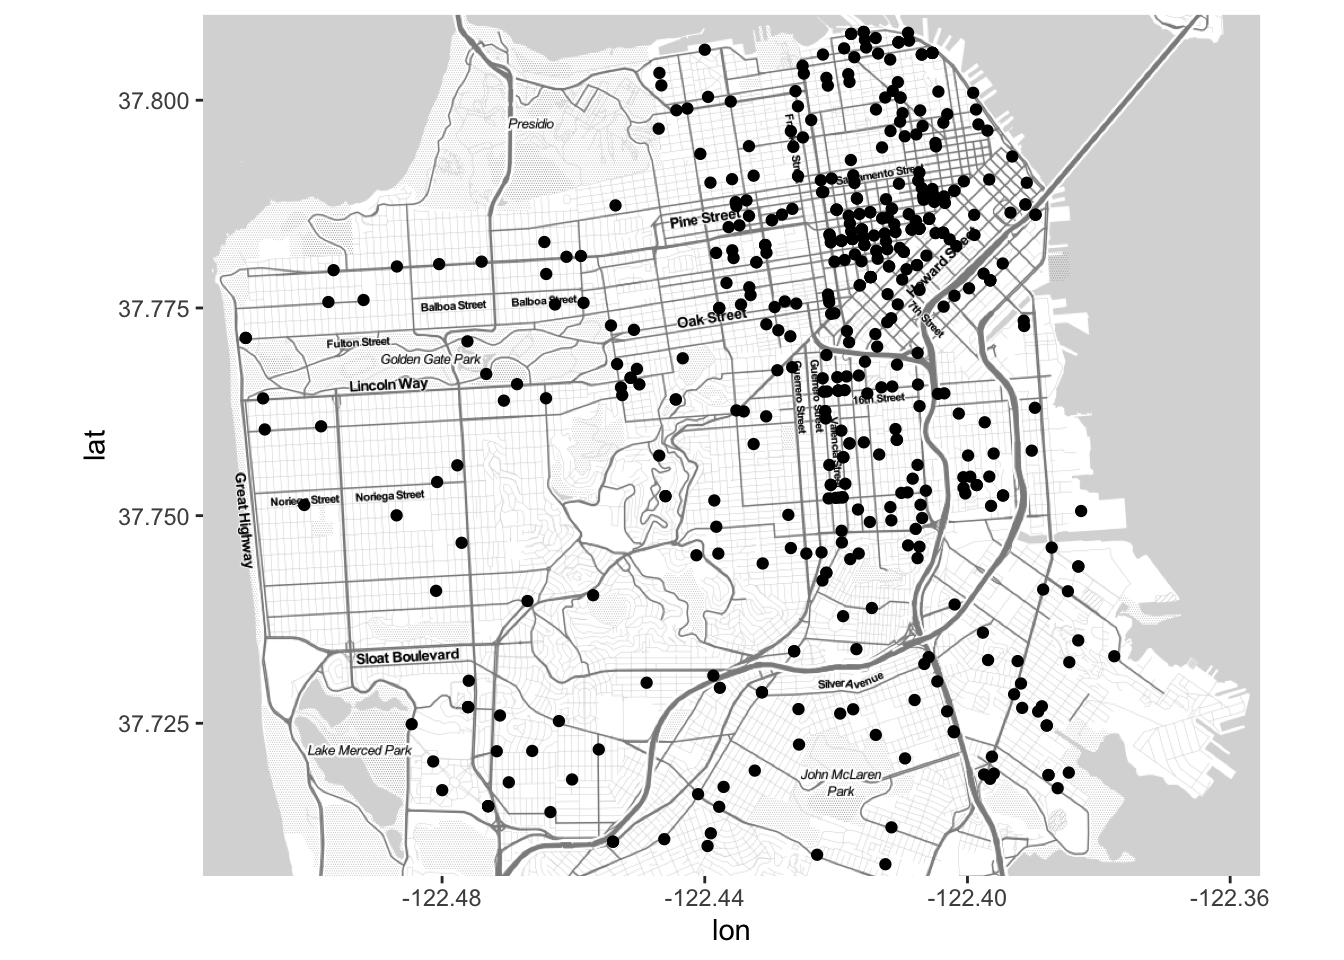 37.800
37.775
37.750
37.725
lat
Presidio
Sacramento Street
Pine Street
Balboa Street
Balboa Street
Oak Street
Howard Street
7th Street
Fulton Street
Golden Gate Park
Lincoln Way
Guerrero Street
Guerrero Street
16th Street
Valencia Street
Great Highway
Noriega Street
Noriega Street
Sloat Boulevard
Silver Avenue
Lake Merced Park
John McLaren
Park
-122.48
-122.44
-122.40
-122.36
lon